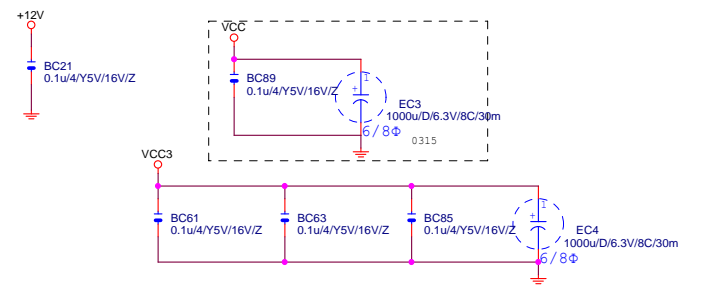 +12V
BC21
0.1u/4/Y5V/16V/Z
VCC
BC89
0.1u/4/Y5V/16V/Z
1
+
EC3
1000u/D/6.3V/8C/30m
6/8Φ
0315
VCC3
BC61
0.1u/4/Y5V/16V/Z
BC63
0.1u/4/Y5V/16V/Z
BC85
0.1u/4/Y5V/16V/Z
1
+
EC4
1000u/D/6.3V/8C/30m
6/8Φ